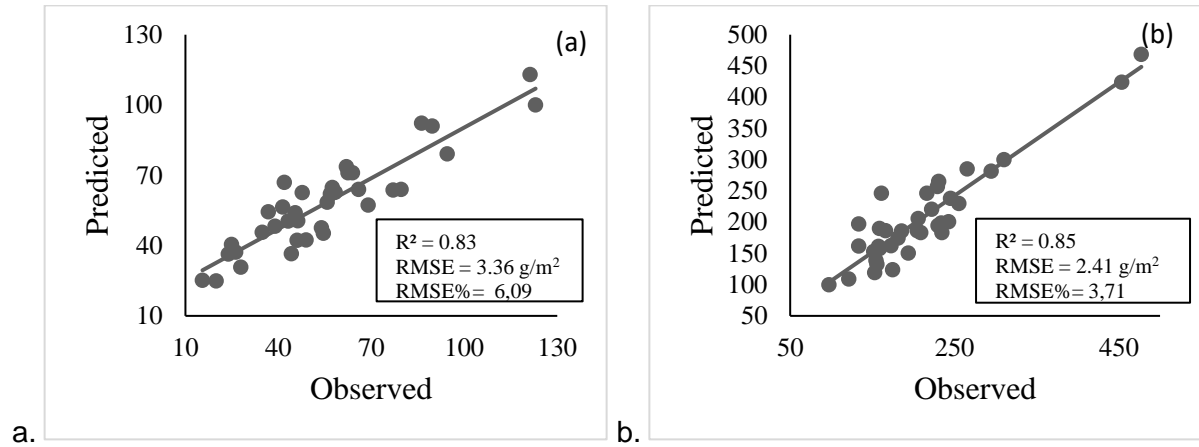 (a)
130
100
70
40
10
Predicted
R² = 0.83
RMSE = 3.36 g/m²
RMSE%= 6,09
10 40 70 100 130
Observed
a.
(b)
500
450
400
350
300
250
200
150
100
50
Predicted
R² = 0.85
RMSE = 2.41 g/m²
RMSE%= 3,71
50 250 450
Observed
b.